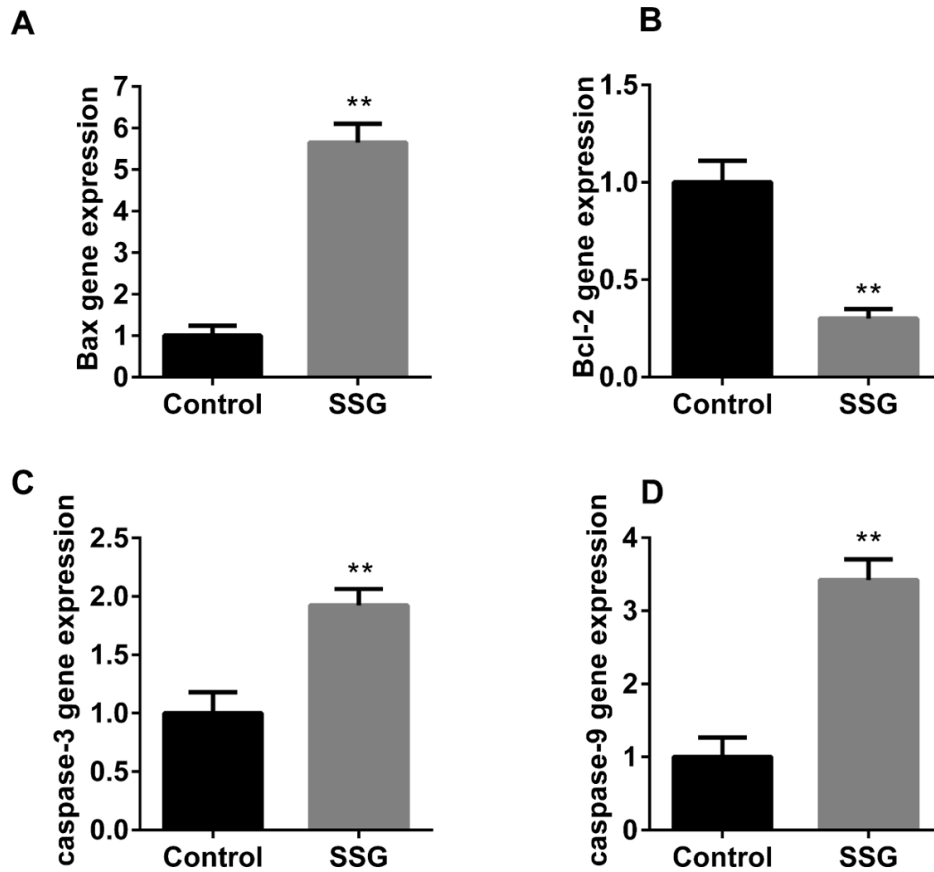 A
Bax gene expression
7
6
5
4
3
2
1
0
**
Control SSG
B
Bcl-2 gene expression
1.5
1.0
0.5
0.0
**
Control SSG
C
caspase-3 gene expression
2.5
2.0
1.5
1.0
0.5
0.0
**
Control SSG
D
caspase-9 gene expression
4
3
2
1
0
**
Control SSG